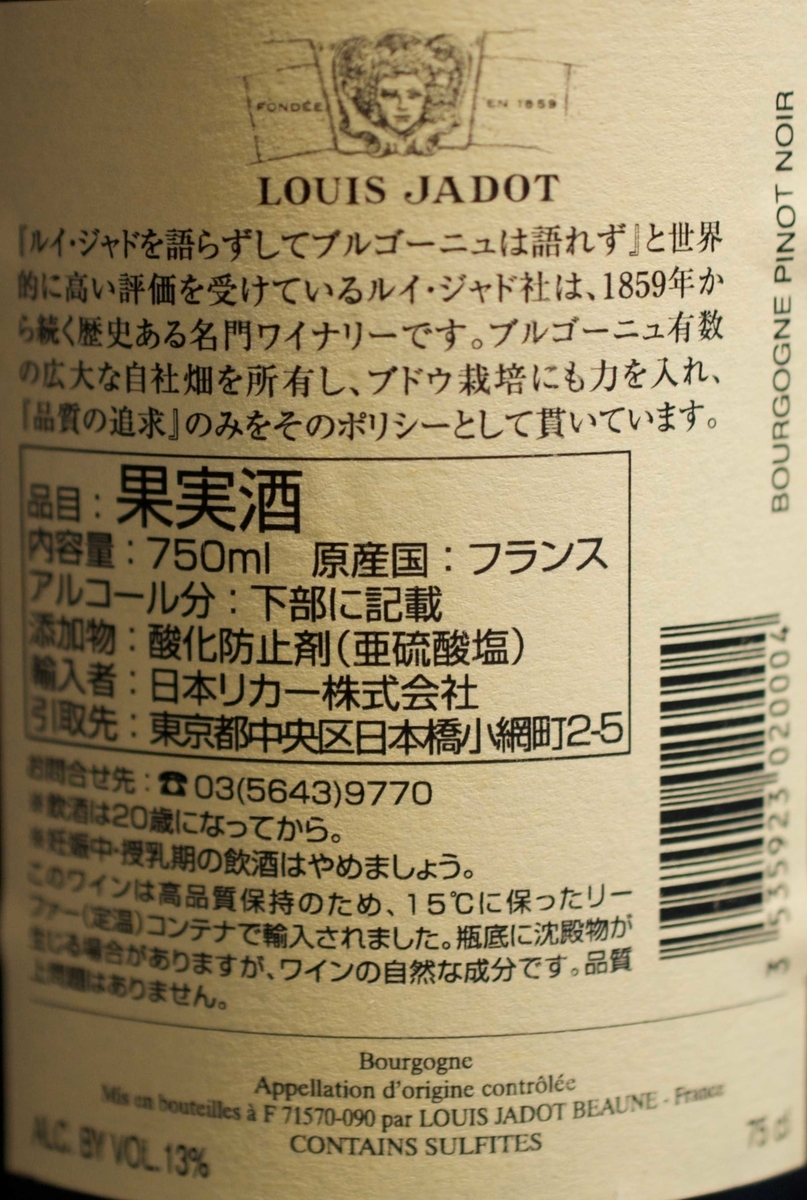 FONDÉE EN 1859
LOUIS JADOT
『ルイ・ジャドを語らずしてブルゴーニュは語れず』と世界
的に高い評価を受けているルイ・ジャド社は、1859年か
ら続く歴史ある名門ワイナリーです。ブルゴーニュ有数
の広大な自社畑を所有し、ブドウ栽培にも力を入れ、
『品質の追求』のみをそのポリシーとして貫いています。
品目：果実酒
内容量：750ml 原産国：フランス
アルコール分：下部に記載
添加物：酸化防止剤（亜硫酸塩）
輸入者：日本リカー株式会社
引取先：東京都中央区日本橋小網町2-5
お問合せ先：☎03(5643)9770
※飲酒は20歳になってから。
※妊娠中・授乳期の飲酒はやめましょう。
このワインは高品質保持のため、15℃に保ったリー
ファー（定温）コンテナで輸入されました。瓶底に沈殿物が
生じる場合がありますが、ワインの自然な成分です。品質
上問題はありません。
BOURGOGNE PINOT NOIR
3 535923 020004
Bourgogne
Appellation d'origine contrôlée
Mis en bouteilles à F 71570-090 par LOUIS JADOT BEAUNE - France
CONTAINS SULFITES
ALC. BY VOL.13%
75 cl